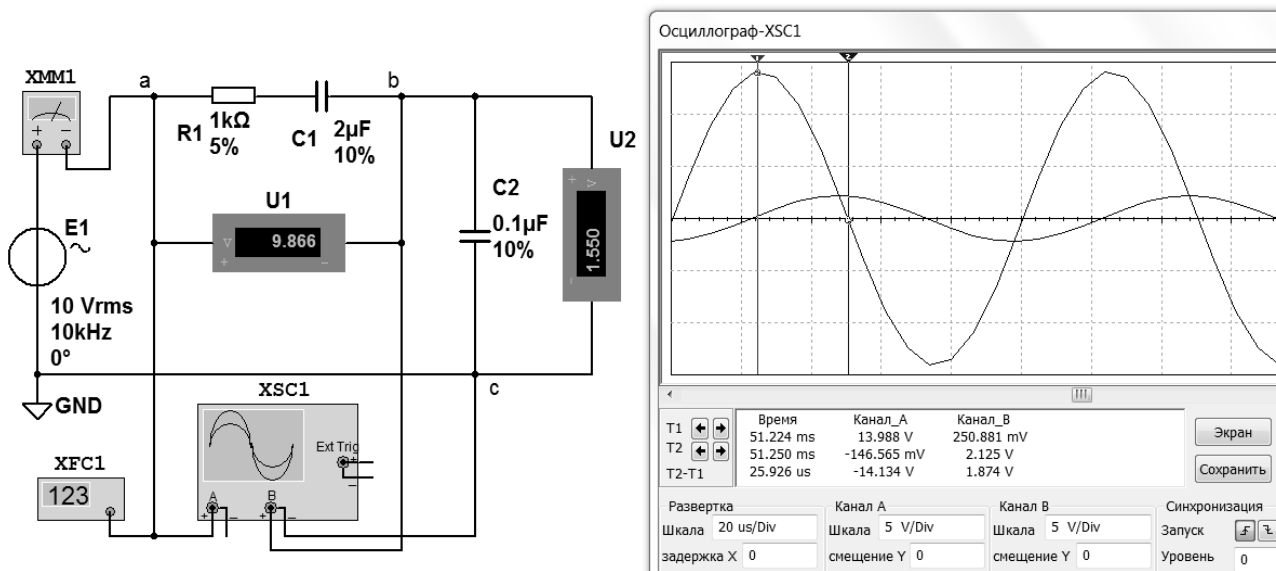 XMM1
+ −
a
b
R1
1kΩ
5%
C1
2µF
10%
U2
+ V −
1.550
U1
V
9.866
+ −
C2
0.1µF
10%
E1
~
10 Vrms
10kHz
0°
GND
c
XSC1
Ext Trig
+
−
A
B
+ −
+ −
XFC1
123
Осциллограф-XSC1
1
2
T1
T2
T2-T1
Время Канал_A Канал_B
51.224 ms 13.988 V 250.881 mV
51.250 ms -146.565 mV 2.125 V
25.926 us -14.134 V 1.874 V
Экран
Сохранить
Развертка
Шкала 20 us/Div
задержка X 0
Канал A
Шкала 5 V/Div
смещение Y 0
Канал B
Шкала 5 V/Div
смещение Y 0
Синхронизация
Запуск
Уровень 0